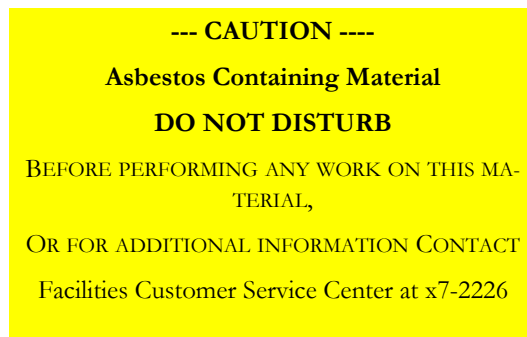 --- CAUTION ----
Asbestos Containing Material
DO NOT DISTURB
BEFORE PERFORMING ANY WORK ON THIS MA-
TERIAL,
OR FOR ADDITIONAL INFORMATION CONTACT
Facilities Customer Service Center at x7-2226